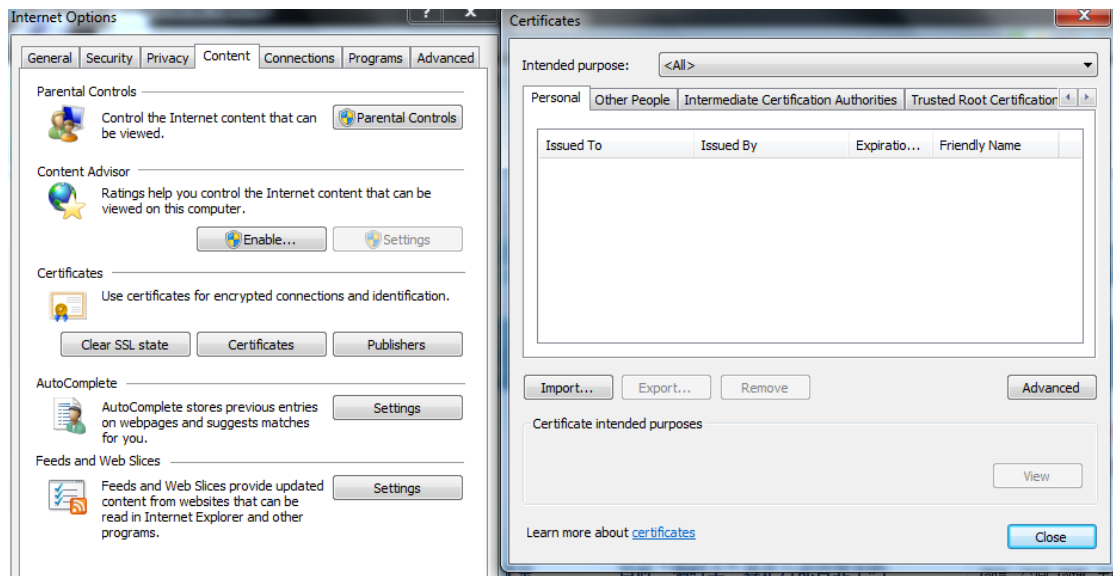 Internet Options
? X
General Security Privacy Content Connections Programs Advanced
Parental Controls
Control the Internet content that can
be viewed.
Parental Controls
Content Advisor
Ratings help you control the Internet content that can be
viewed on this computer.
Enable...
Settings
Certificates
Use certificates for encrypted connections and identification.
Clear SSL state
Certificates
Publishers
AutoComplete
AutoComplete stores previous entries
on webpages and suggests matches
for you.
Settings
Feeds and Web Slices
Feeds and Web Slices provide updated
content from websites that can be
read in Internet Explorer and other
programs.
Settings
Certificates
X
Intended purpose:
<All>
Personal Other People Intermediate Certification Authorities Trusted Root Certification
Issued To Issued By Expiratio... Friendly Name
Import...
Export...
Remove
Advanced
Certificate intended purposes
View
Learn more about certificates
Close